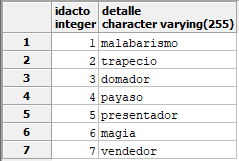 idacto detalle
integer character varying(255)
1 1 malabarismo
2 2 trapecio
3 3 domador
4 4 payaso
5 5 presentador
6 6 magia
7 7 vendedor